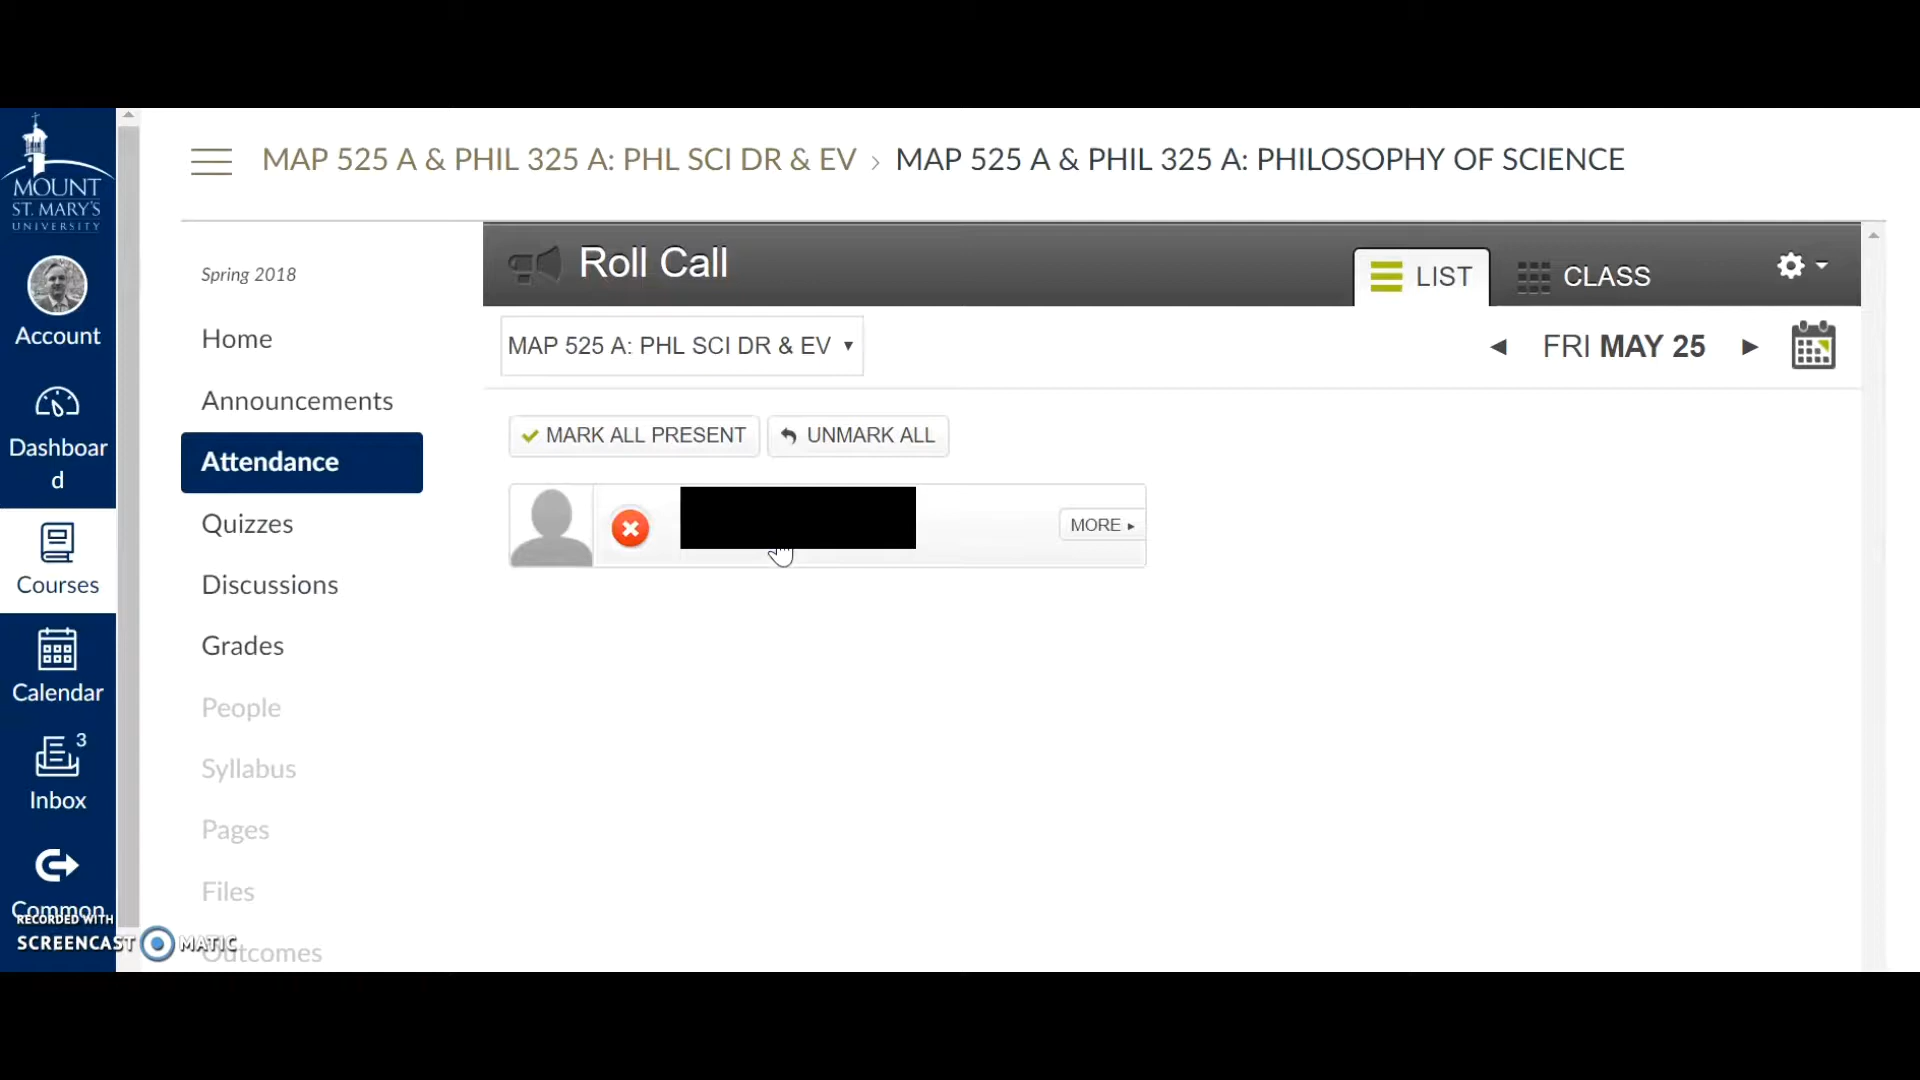 MOUNT
ST. MARY'S
UNIVERSITY
Account
Dashboar
d
Courses
Calendar
3
Inbox
Common
RECORDED WITH
SCREENCAST MATIC
MAP 525 A & PHIL 325 A: PHL SCI DR & EV › MAP 525 A & PHIL 325 A: PHILOSOPHY OF SCIENCE
Spring 2018
Home
Announcements
Attendance
Quizzes
Discussions
Grades
People
Syllabus
Pages
Files
Outcomes
Roll Call
LIST
CLASS
MAP 525 A: PHL SCI DR & EV
FRI MAY 25
MARK ALL PRESENT
UNMARK ALL
MORE